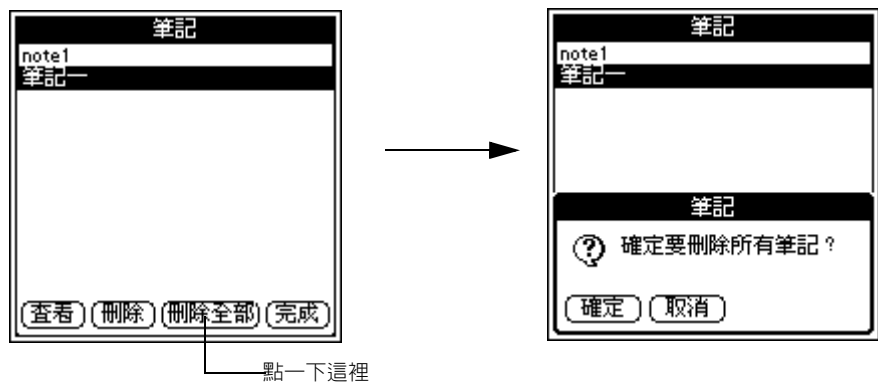 筆記
note1
筆記一
查看 刪除 刪除全部 完成
點一下這裡
筆記
note1
筆記一
筆記
確定要刪除所有筆記？
確定 取消